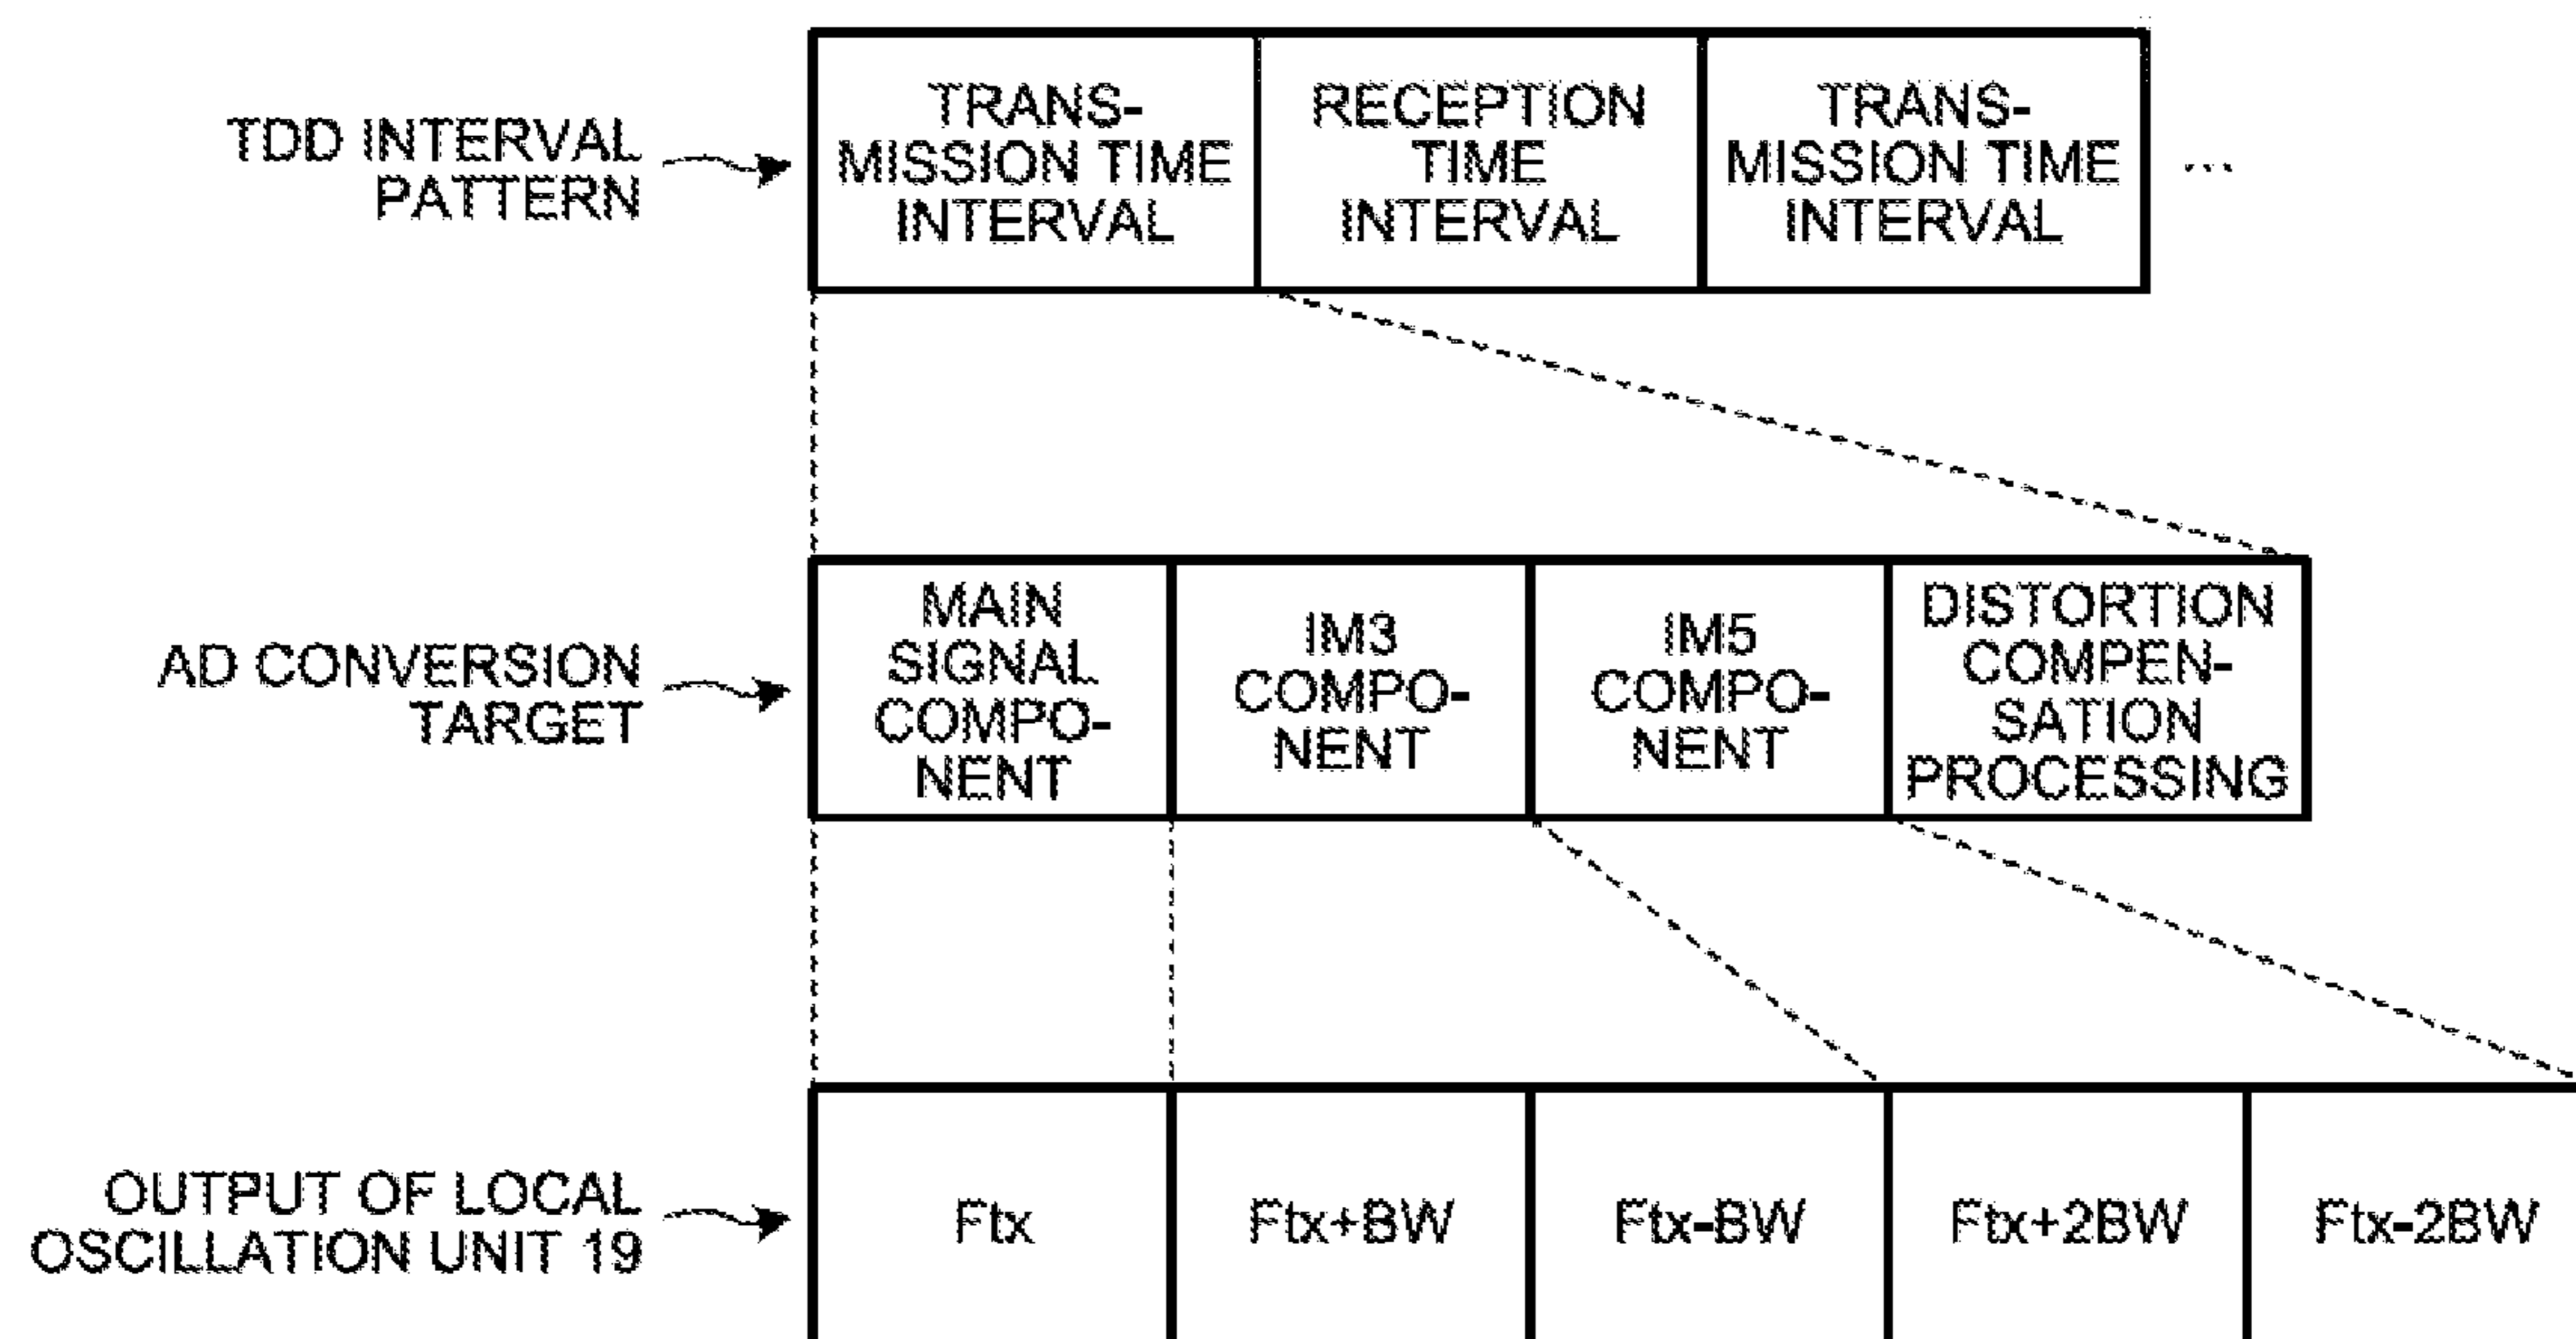 TDD INTERVAL
PATTERN
TRANS-
MISSION TIME
INTERVAL
RECEPTION
TIME
INTERVAL
TRANS-
MISSION TIME
INTERVAL
...
AD CONVERSION
TARGET
MAIN
SIGNAL
COMPO-
NENT
IM3
COMPO-
NENT
IM5
COMPO-
NENT
DISTORTION
COMPEN-
SATION
PROCESSING
OUTPUT OF LOCAL
OSCILLATION UNIT 19
Ftx
Ftx+BW
Ftx-BW
Ftx+2BW
Ftx-2BW